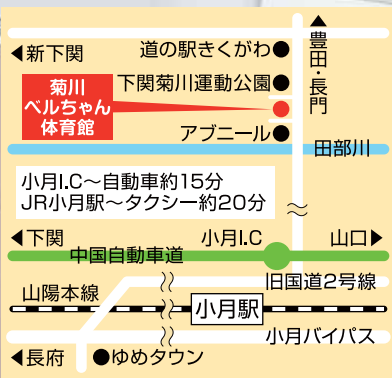 ▲豊田・長門
◀新下関
道の駅きくがわ●
下関菊川運動公園●
菊川
ベルちゃん
体育館
アブニール●
田部川
小月I.C~自動車約15分
JR小月駅~タクシー約20分
◀下関
小月I.C
山口▶
中国自動車道
旧国道2号線
山陽本線
小月駅
小月バイパス
◀長府
●ゆめタウン